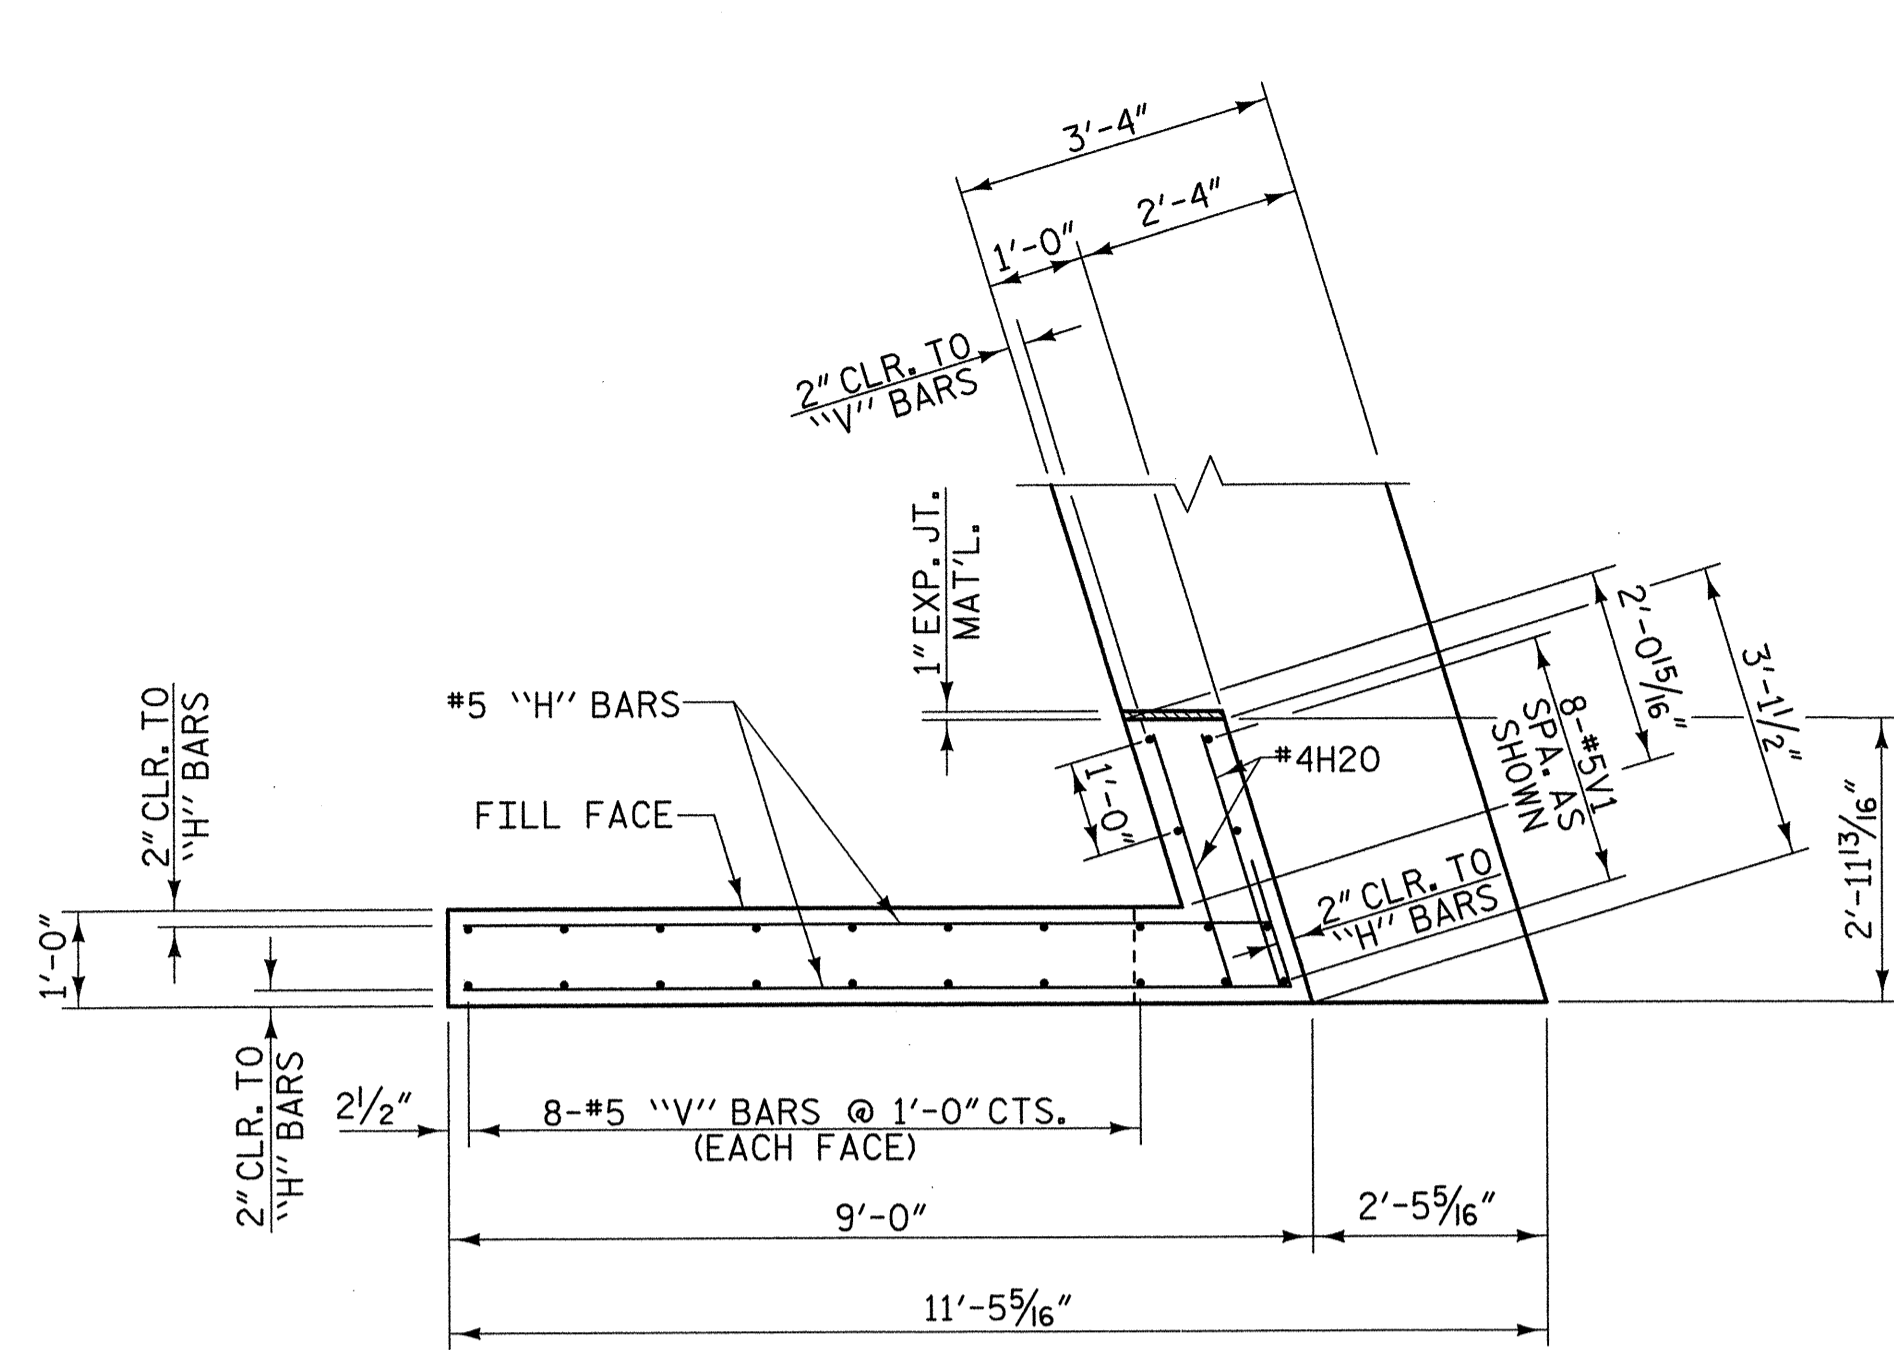 3'-4"
2'-4"
1'-0"
2" CLR. TO
"V" BARS
1" EXP. JT.
MAT'L.
2'-0 15/16"
3'-1 1/2"
8-#5V1
SPA. AS
SHOWN
#5 "H" BARS
#4H20
FILL FACE
1'-0"
2" CLR. TO
"H" BARS
2" CLR. TO
"H" BARS
2'-11 13/16"
1'-0"
2" CLR. TO
"H" BARS
2 1/2"
8-#5 "V" BARS @ 1'-0" CTS.
(EACH FACE)
9'-0"
2'-5 5/16"
11'-5 5/16"